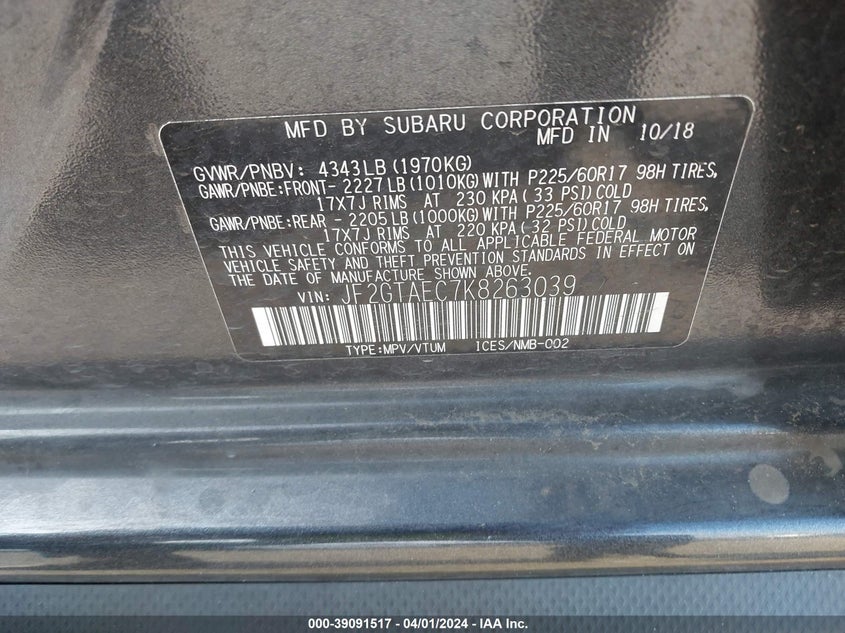 MFD BY SUBARU CORPORATION
MFD IN 10/18
GVWR/PNBV: 4343LB(1970KG)
GAWR/PNBE:FRONT-2227LB(1010KG)WITH P225/60R17 98H TIRES,
17X7J RIMS AT 230 KPA(33 PSI)COLD
GAWR/PNBE:REAR -2205LB(1000KG)WITH P225/60R17 98H TIRES,
17X7J RIMS AT 220 KPA(32 PSI)COLD
THIS VEHICLE CONFORMS TO ALL APPLICABLE FEDERAL MOTOR
VEHICLE SAFETY AND THEFT PREVENTION STANDARDS IN EFFECT ON
THE DATE OF MANUFACTURE SHOWN ABOVE.
VIN: JF2GTAEC7K8263039
TYPE:MPV/VTUM ICES/NMB-002
000-39091517 - 04/01/2024 - IAA Inc.